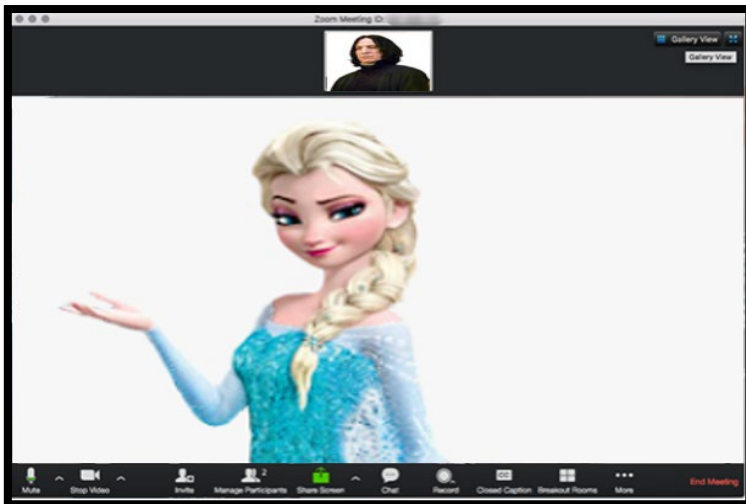 Zoom Meeting ID:
Gallery View
Gallery View
2
Mute
Stop Video
Invite
Manage Participants
Share Screen
Chat
Record
CC
Closed Caption
Breakout Rooms
More
End Meeting